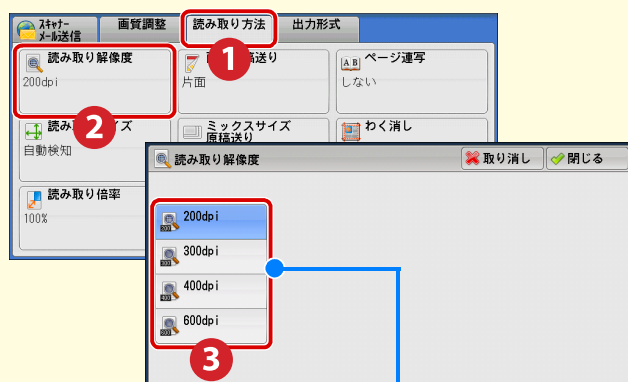 スキャナー
メール送信
画質調整
読み取り方法
出力形式
1
読み取り解像度
200dpi
2
稿送り
片面
ページ連写
しない
読み
イズ
自動検知
ミックスサイズ
原稿送り
わく消し
読み取り倍率
100%
読み取り解像度
取り消し
閉じる
200dpi
300dpi
400dpi
600dpi
3